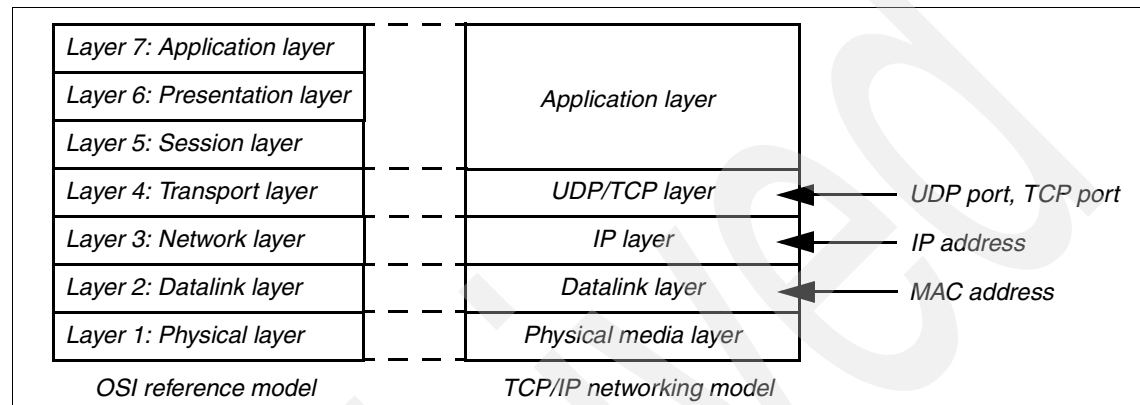 Layer 7: Application layer
Layer 6: Presentation layer
Layer 5: Session layer
Layer 4: Transport layer
Layer 3: Network layer
Layer 2: Datalink layer
Layer 1: Physical layer
OSI reference model
Application layer
UDP/TCP layer
IP layer
Datalink layer
Physical media layer
TCP/IP networking model
UDP port, TCP port
IP address
MAC address